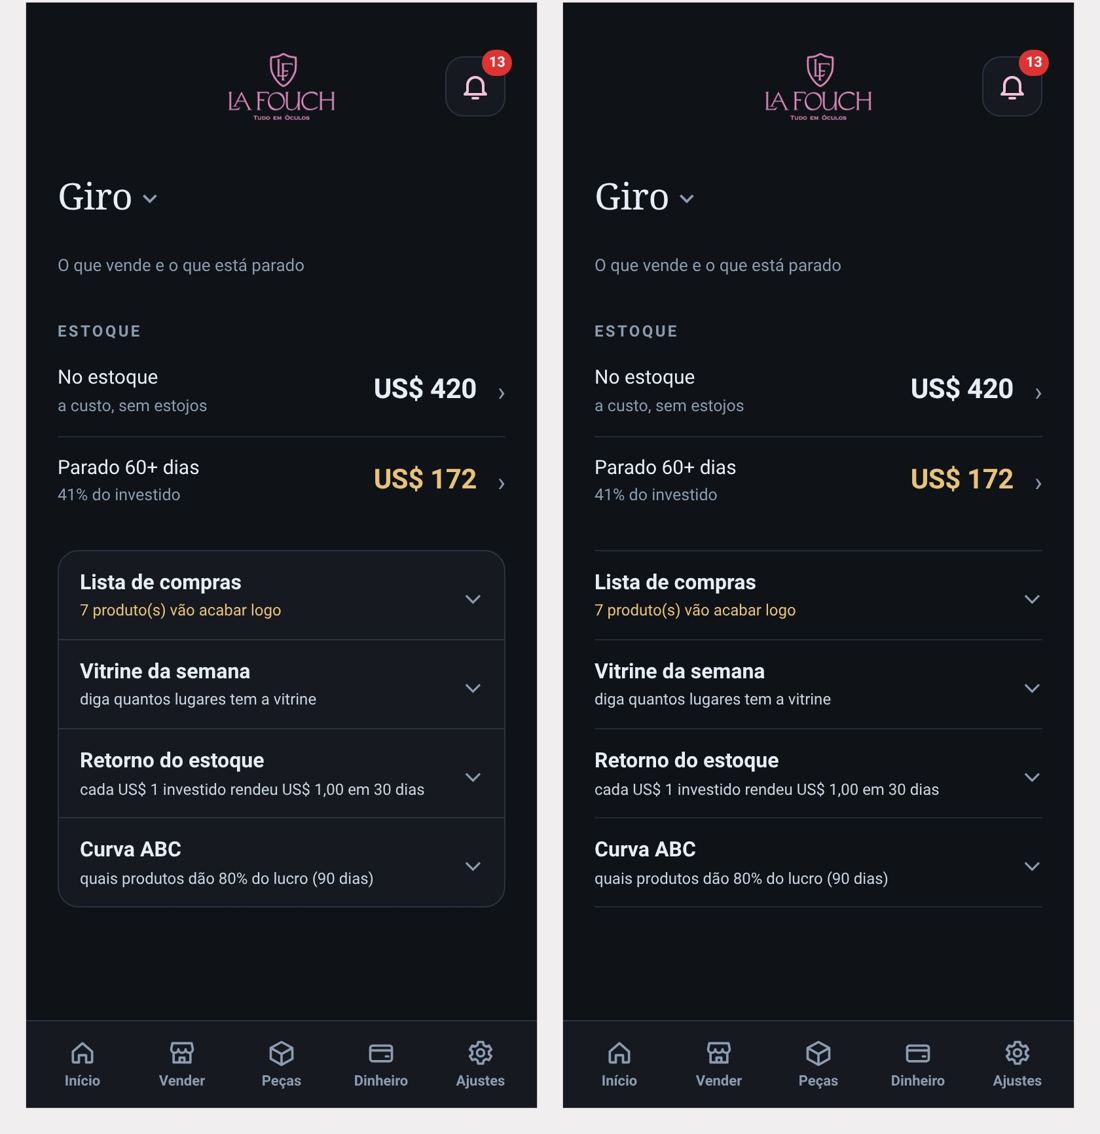 LF
LA FOUCH
TUDO EM ÓCULOS
13
Giro
O que vende e o que está parado
ESTOQUE
No estoque
a custo, sem estojos
US$ 420
Parado 60+ dias
41% do investido
US$ 172
Lista de compras
7 produto(s) vão acabar logo
Vitrine da semana
diga quantos lugares tem a vitrine
Retorno do estoque
cada US$ 1 investido rendeu US$ 1,00 em 30 dias
Curva ABC
quais produtos dão 80% do lucro (90 dias)
Início Vender Peças Dinheiro Ajustes
LF
LA FOUCH
TUDO EM ÓCULOS
13
Giro
O que vende e o que está parado
ESTOQUE
No estoque
a custo, sem estojos
US$ 420
Parado 60+ dias
41% do investido
US$ 172
Lista de compras
7 produto(s) vão acabar logo
Vitrine da semana
diga quantos lugares tem a vitrine
Retorno do estoque
cada US$ 1 investido rendeu US$ 1,00 em 30 dias
Curva ABC
quais produtos dão 80% do lucro (90 dias)
Início Vender Peças Dinheiro Ajustes